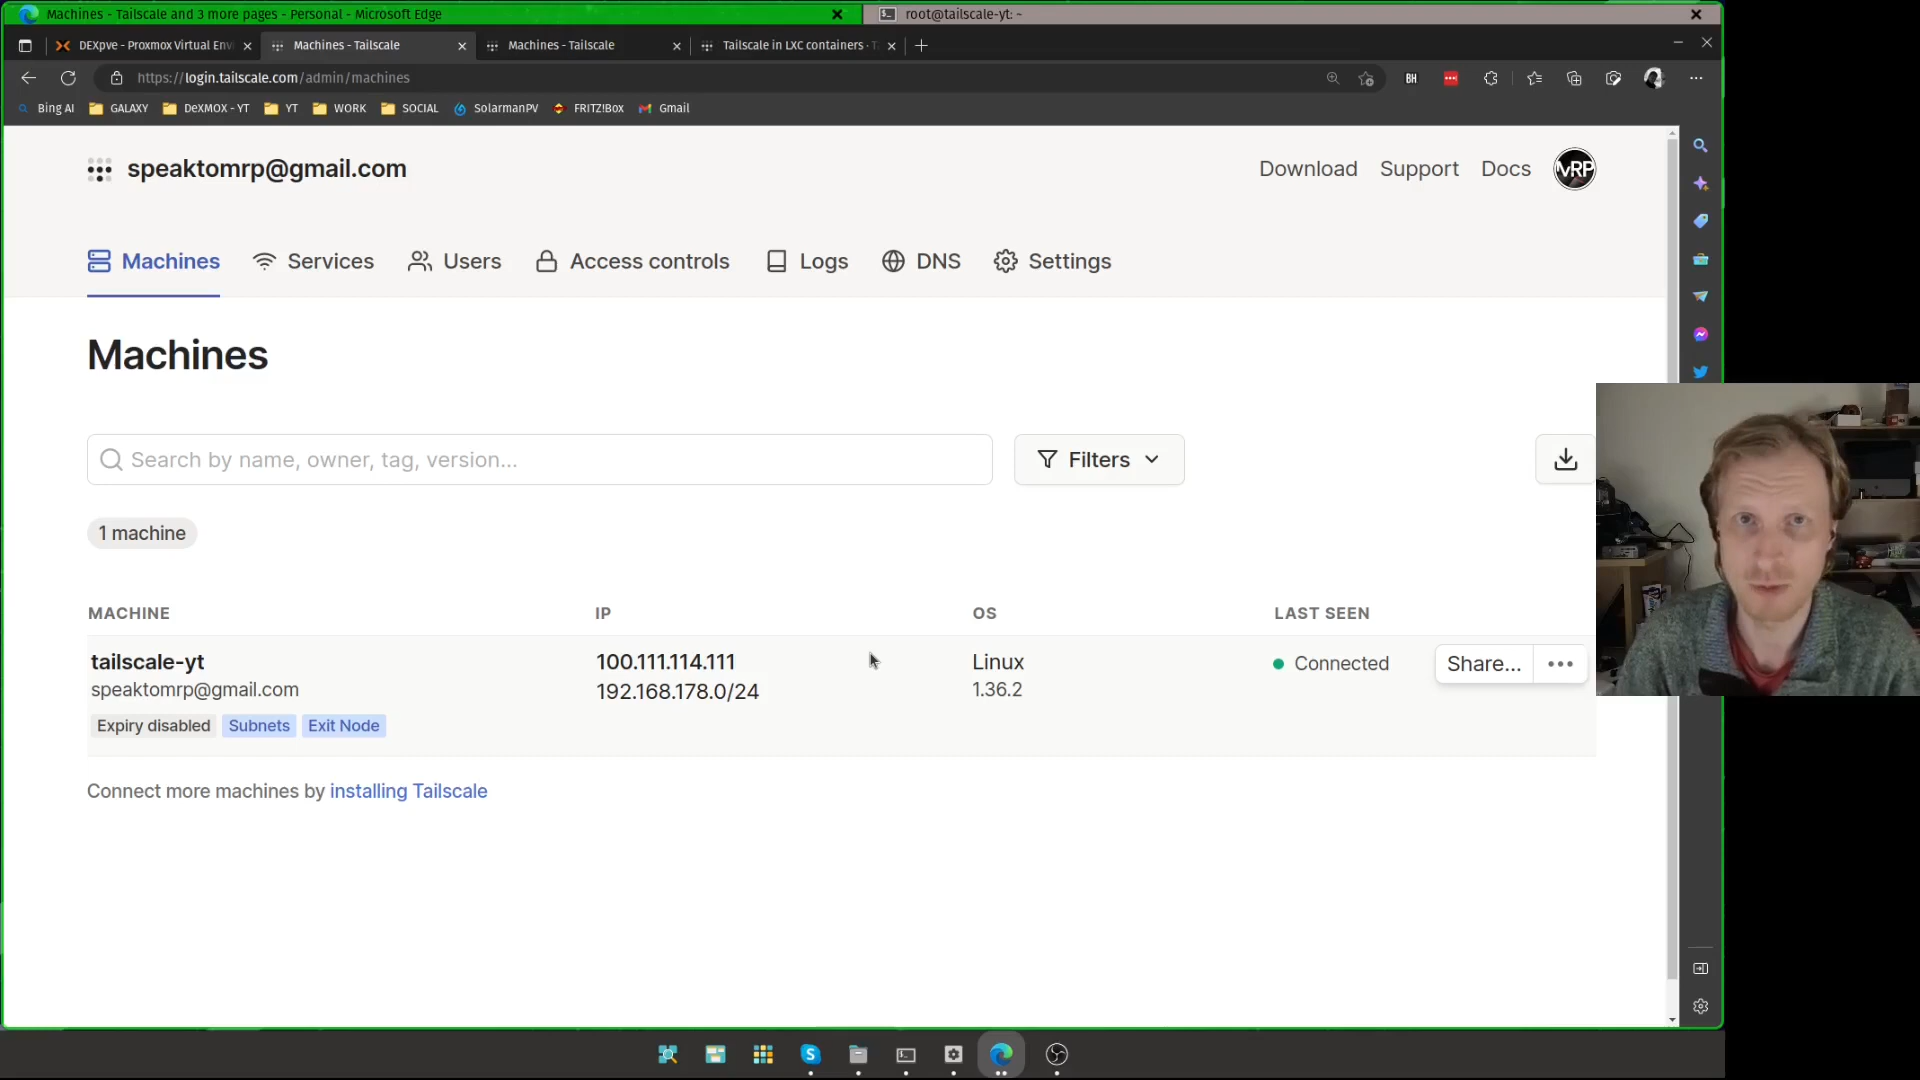 Machines - Tailscale and 3 more pages - Personal - Microsoft Edge
root@tailscale-yt: ~
DEXpve - Proxmox Virtual Envi
Machines - Tailscale
Machines - Tailscale
Tailscale in LXC containers · T
https://login.tailscale.com/admin/machines
BH
Bing AI
GALAXY
DeXMOX - YT
YT
WORK
SOCIAL
SolarmanPV
FRITZ!Box
Gmail
speaktomrp@gmail.com
Download
Support
Docs
MRP
Machines
Services
Users
Access controls
Logs
DNS
Settings
Machines
Search by name, owner, tag, version...
Filters
1 machine
MACHINE
IP
OS
LAST SEEN
tailscale-yt
100.111.114.111
Linux
Connected
Share...
speaktomrp@gmail.com
192.168.178.0/24
1.36.2
Expiry disabled
Subnets
Exit Node
Connect more machines by installing Tailscale